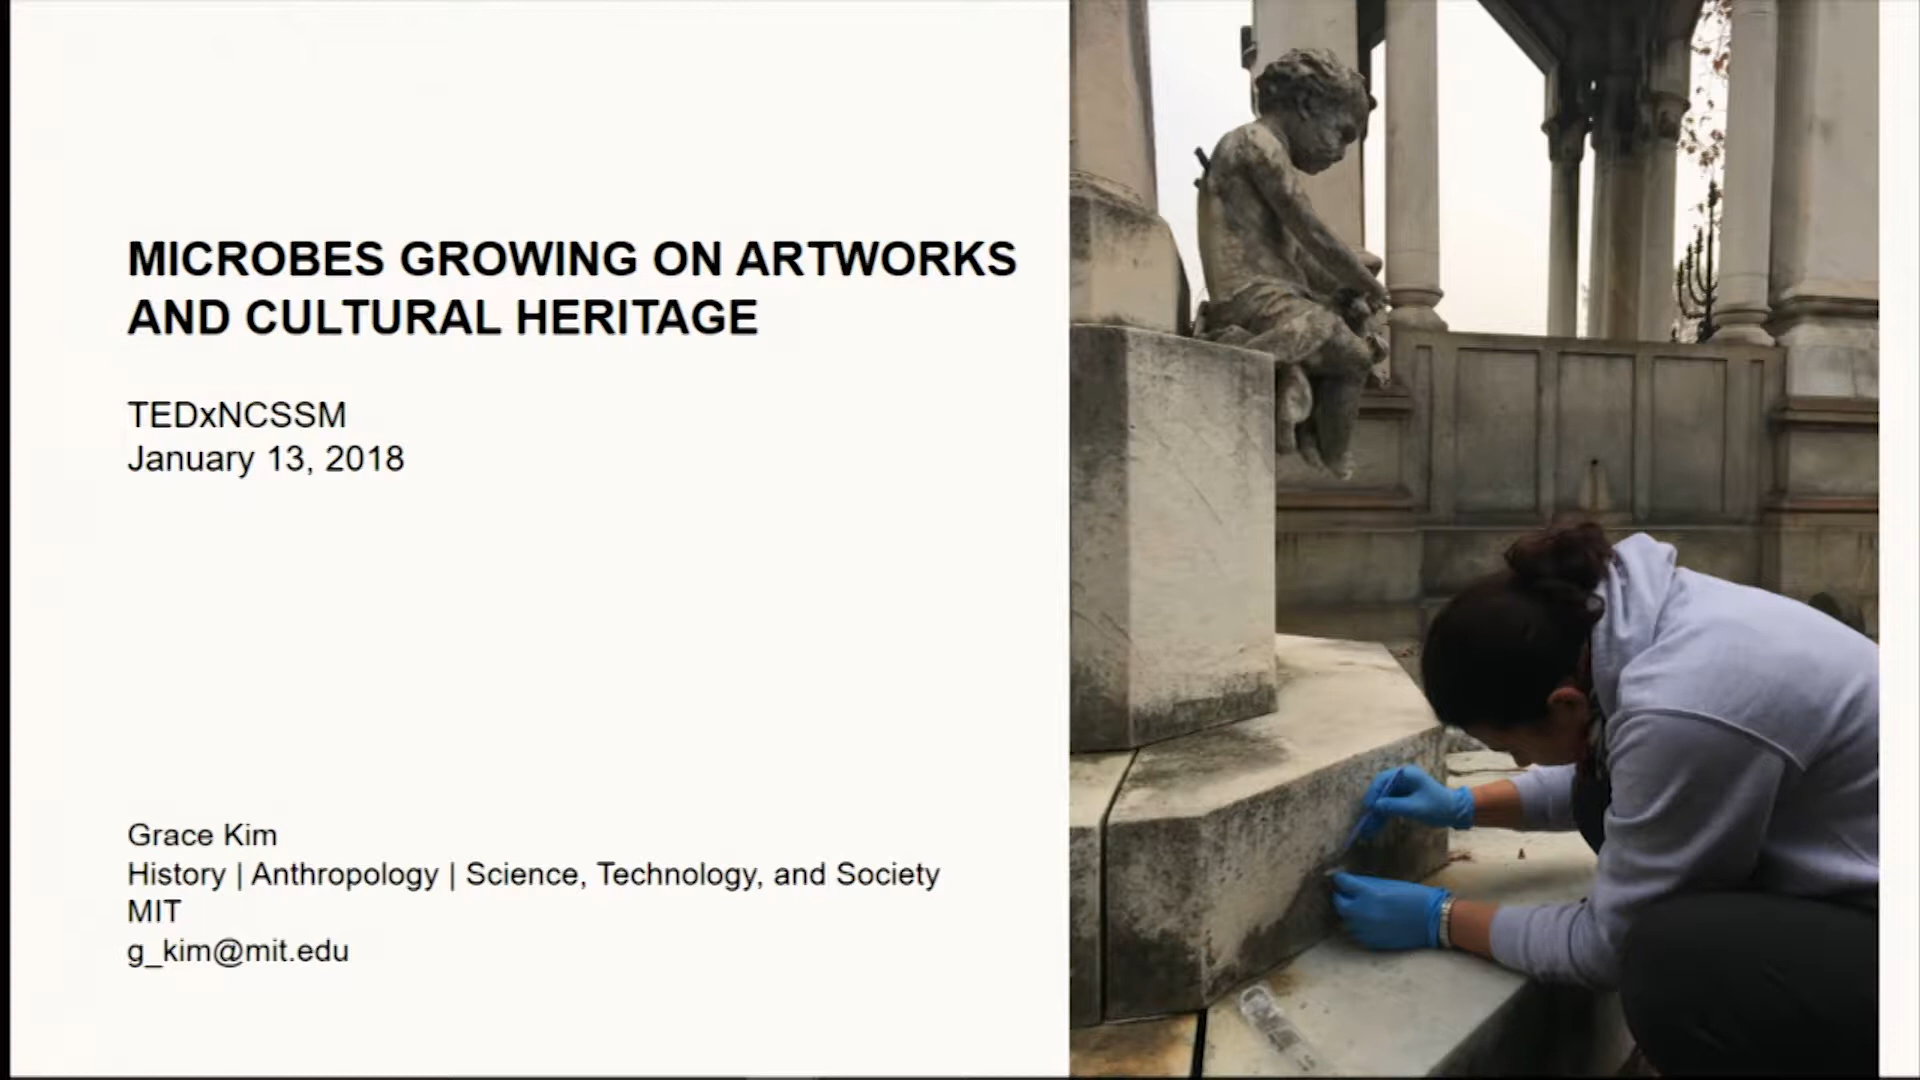 MICROBES GROWING ON ARTWORKS
AND CULTURAL HERITAGE
TEDxNCSSM
January 13, 2018
Grace Kim
History | Anthropology | Science, Technology, and Society
MIT
g_kim@mit.edu